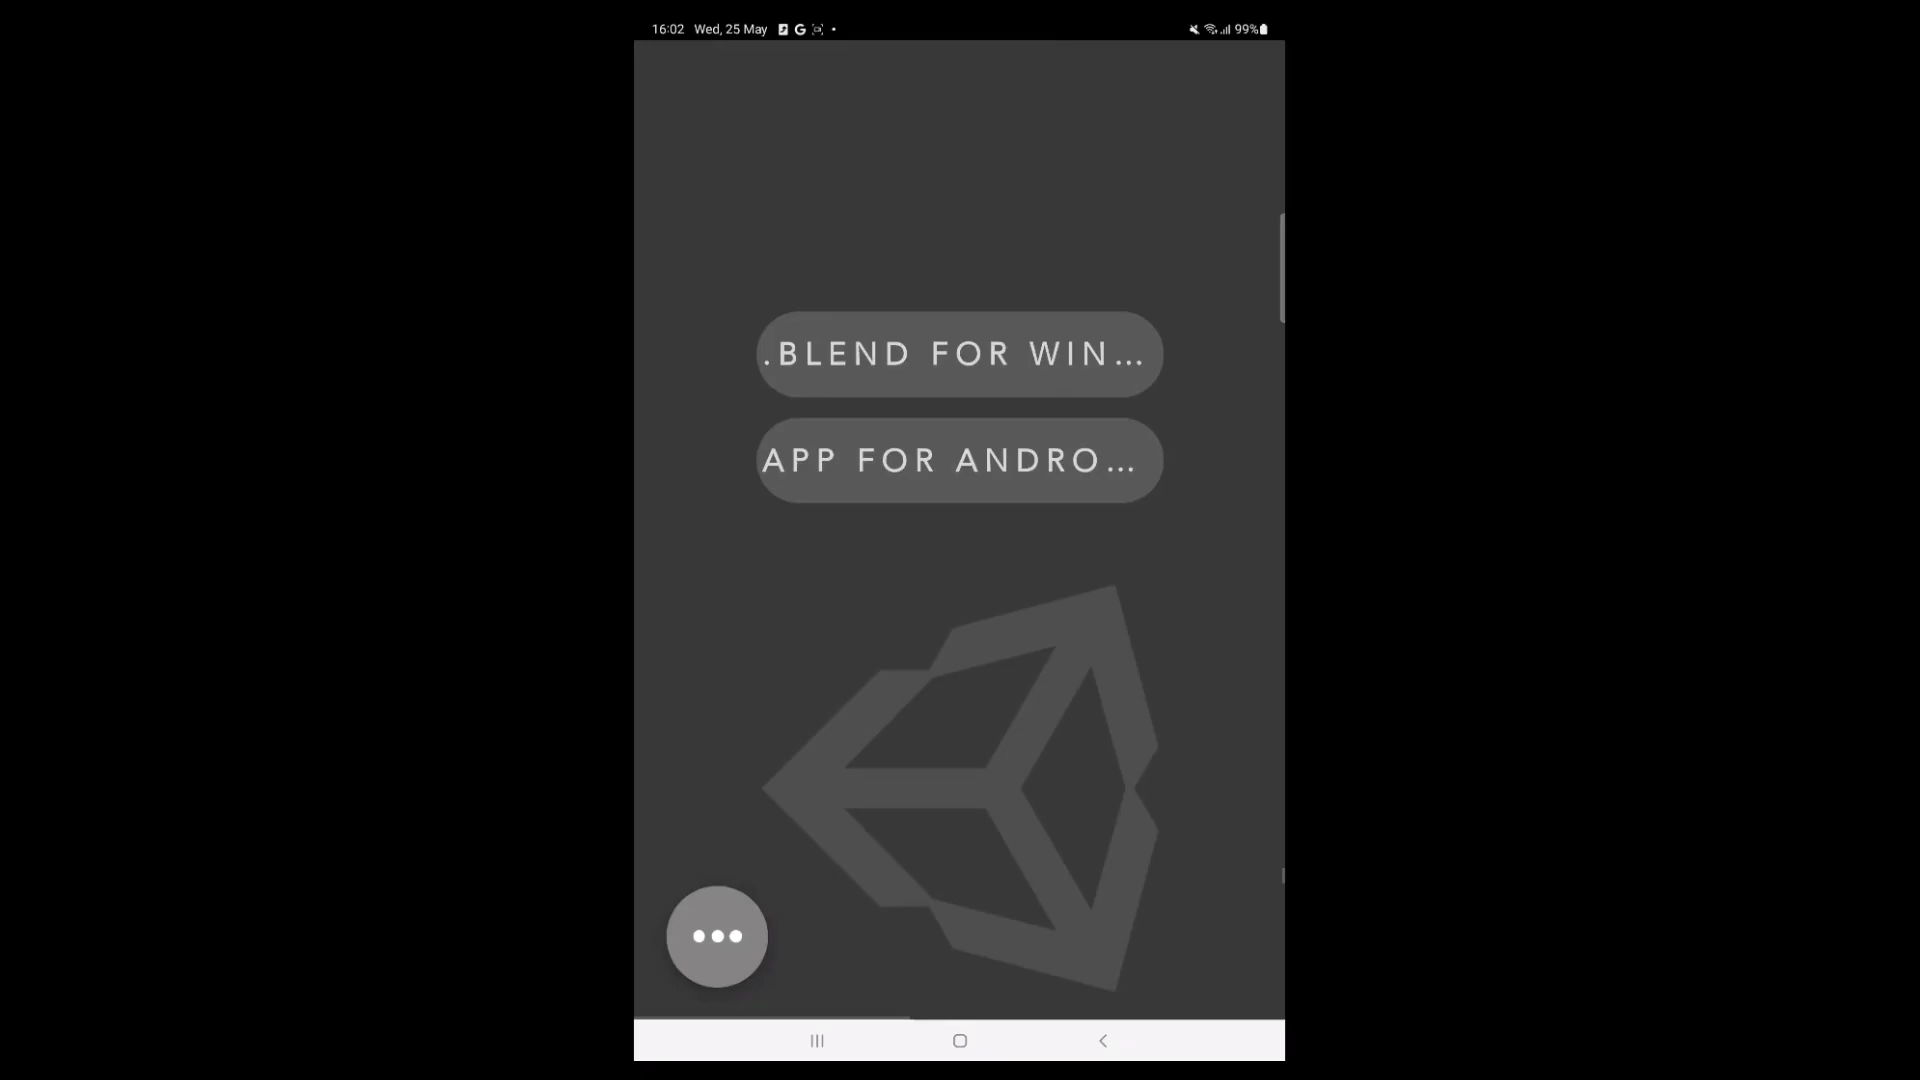 16:02 Wed, 25 May G 99%
.BLEND FOR WIN...
APP FOR ANDRO...